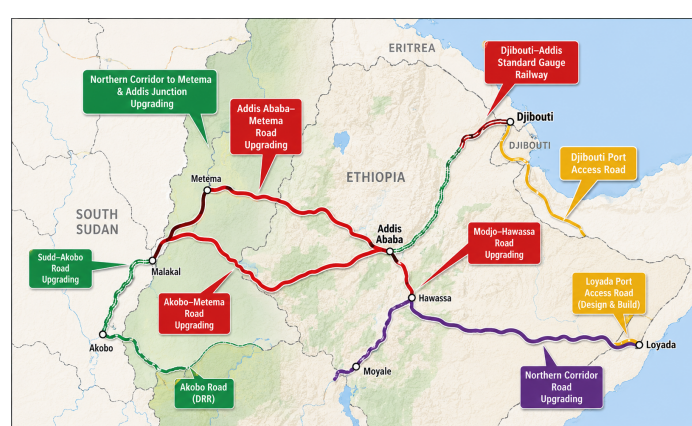 ERITREA
Djibouti–Addis
Standard Gauge
Railway
Northern Corridor to Metema
& Addis Junction
Upgrading
Addis Ababa–
Metema
Road
Upgrading
Djibouti
DJIBOUTI
Djibouti Port
Access Road
Metema
ETHIOPIA
SOUTH
SUDAN
Addis
Ababa
Modjo–Hawassa
Road
Upgrading
Sudd–Akobo
Road
Upgrading
Malakal
Akobo–Metema
Road
Upgrading
Hawassa
Loyada Port
Access Road
(Design & Build)
Akobo
Loyada
Moyale
Akobo Road
(DRR)
Northern Corridor
Road
Upgrading